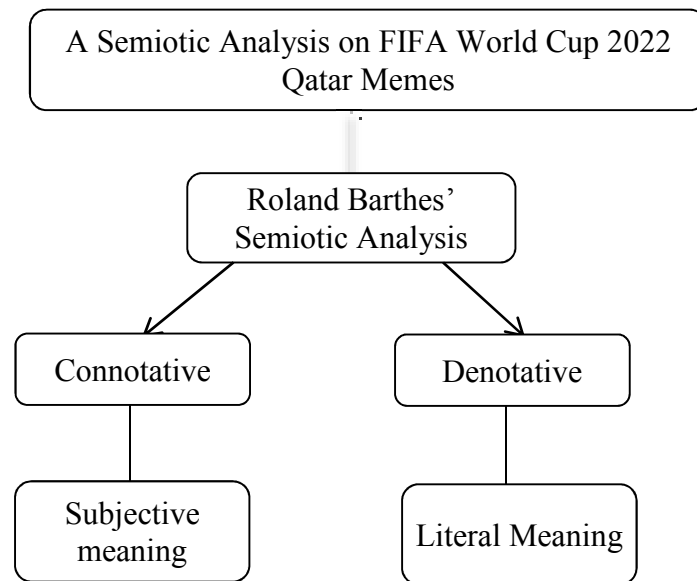 A Semiotic Analysis on FIFA World Cup 2022
Qatar Memes
Roland Barthes’
Semiotic Analysis
Connotative
Denotative
Subjective
meaning
Literal Meaning